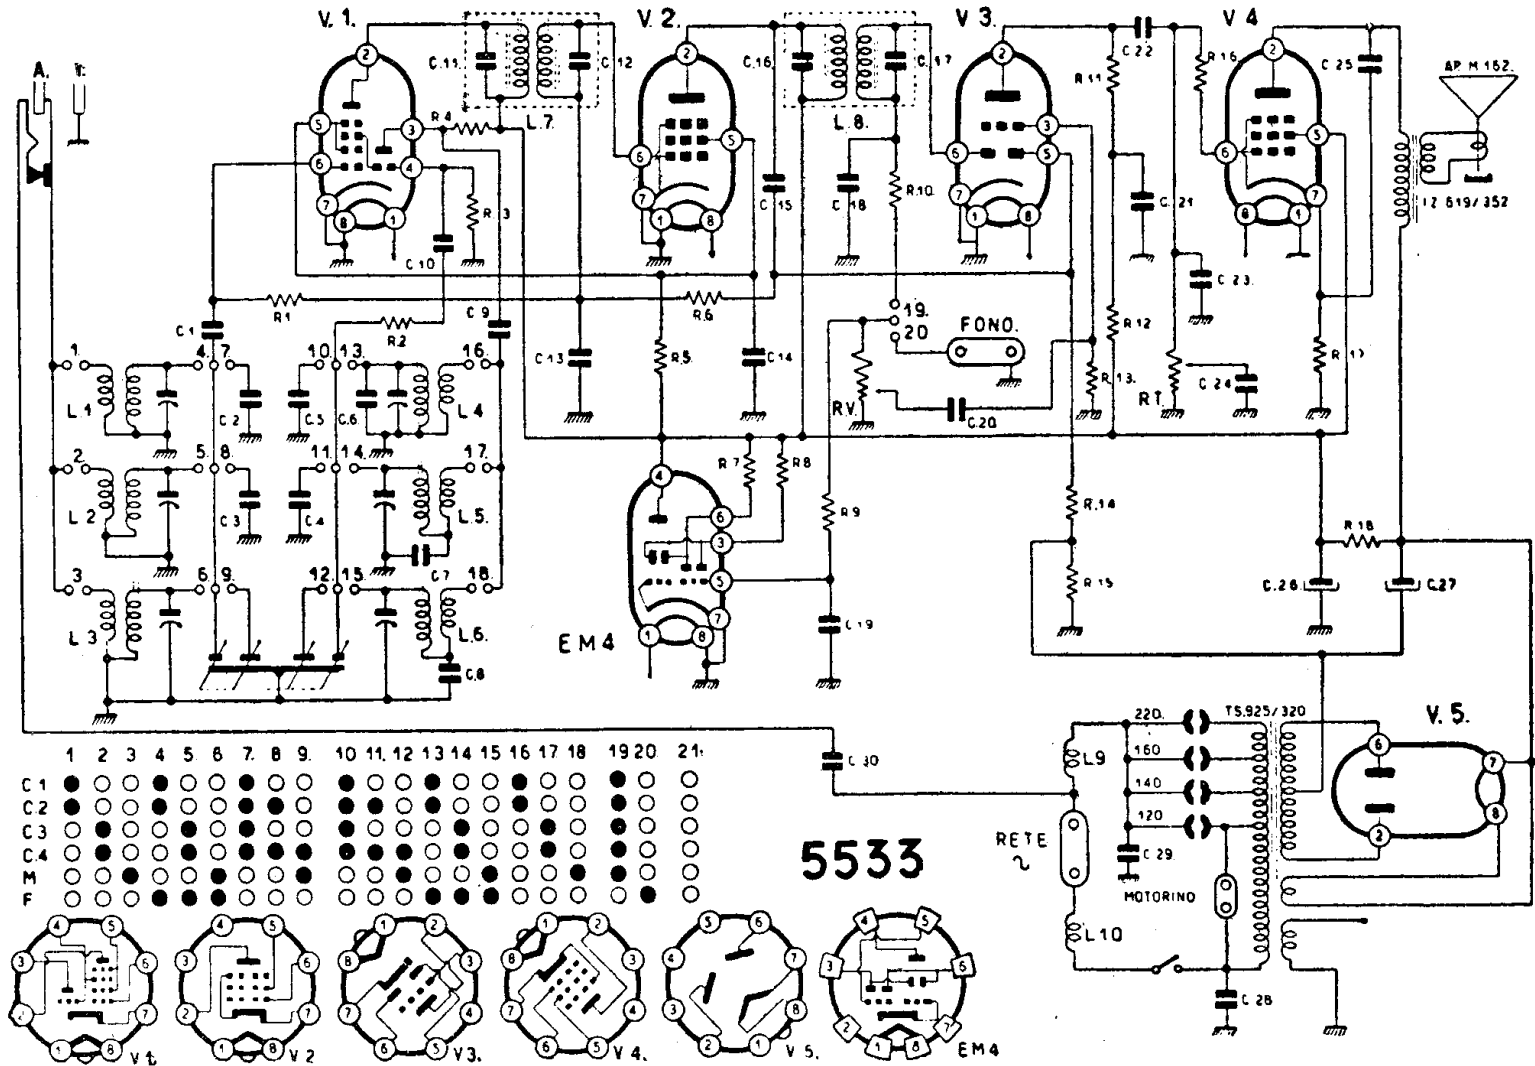 V. 1.
V. 2.
V 3.
V 4
A.
T.
C.11.
C. 12
L.7.
C.16.
C. 17
L.8.
C 22
R 11
R 16
C 25
AP. M 162.
12 619/352
R 4
R 3
C 10
C 15
C 18
R.10.
C 21
C 23.
C 1
R 1
R 2
C 9
R.6
C 13
R.5
C 14
19.
20
FONO.
RV.
C.20.
R 12
R 13.
RT.
C 24
R 17
1.
4. 7.
10. 13.
16.
L 1
C 2
C.5
C.6
L 4
2.
5. 8.
11. 14.
17.
L 2
C 3
C.4
L.5.
C 7
3
6. 9.
12. 15.
18.
L 3
L.6.
C.8
R 7
R 8
R 9
C 19
EM4
R.14
R 15
R 18
C.26.
C.27
1 2 3 4 5. 6 7. 8 9. 10 11. 12 13 14 15 16 17. 18 19 20 21.
C 1
C.2
C 3
C.4
M
F
C 30
5533
220.
160
140
120
TS.925/320
V. 5.
L9
RETE
C 29.
MOTORINO
L10
C 28
V 1.
V 2
V 3.
V 4.
V 5.
EM4